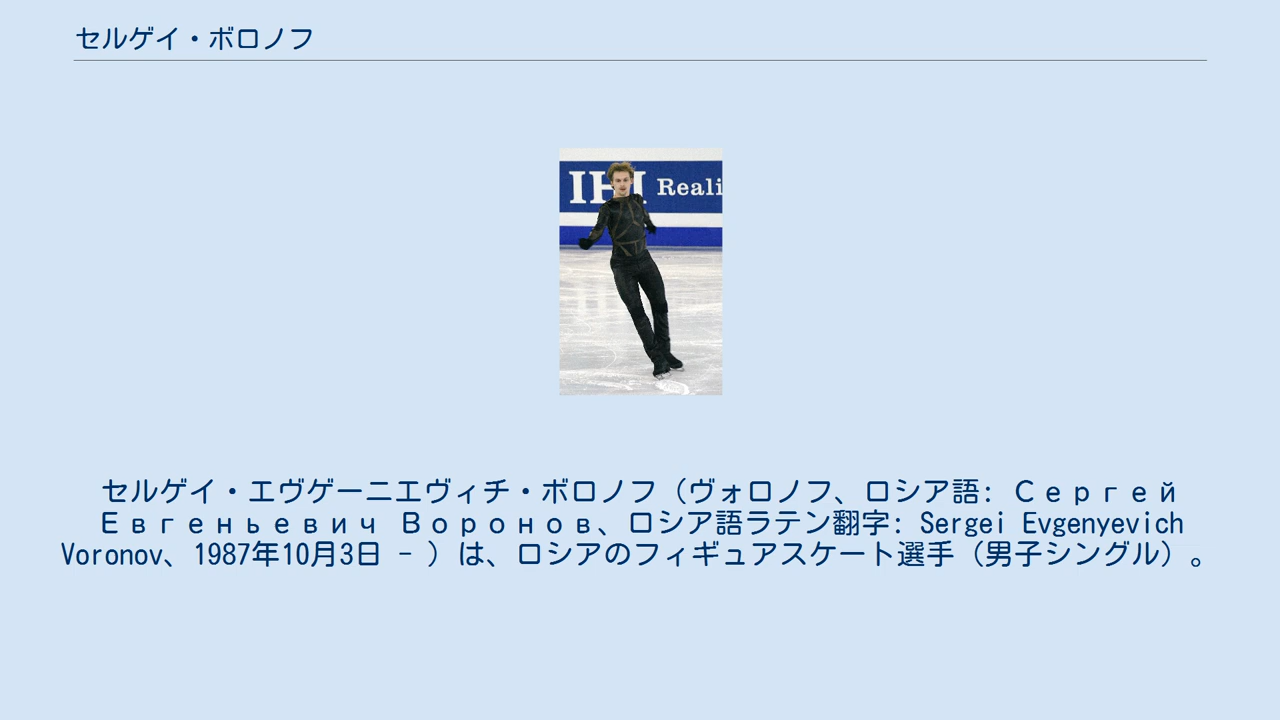 セルゲイ・ボロノフ
IHI Reali
セルゲイ・エヴゲーニエヴィチ・ボロノフ（ヴォロノフ、ロシア語: Сергей
Евгеньевич Воронов、ロシア語ラテン翻字: Sergei Evgenyevich
Voronov、1987年10月3日 - ）は、ロシアのフィギュアスケート選手（男子シングル）。